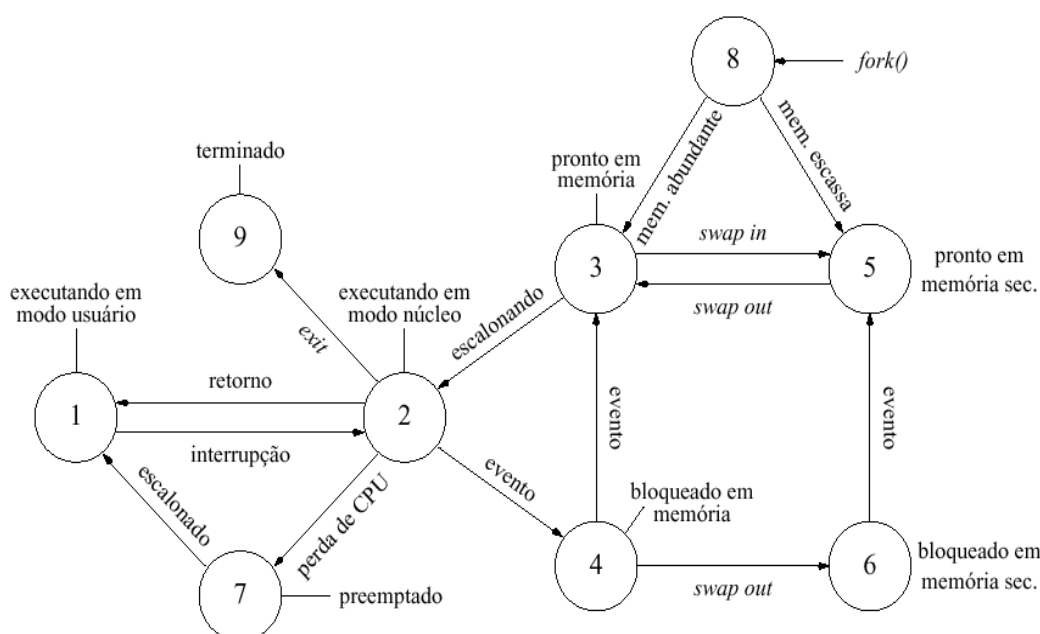 8
fork()
mem. abundante
mem. escassa
terminado
9
pronto em
memória
3
swap in
swap out
5
pronto em
memória sec.
executando em
modo usuário
executando em
modo núcleo
exit
escalonando
1
retorno
interrupção
2
evento
evento
evento
escalonado
perda de CPU
7
preemptado
bloqueado em
memória
4
swap out
6
bloqueado em
memória sec.